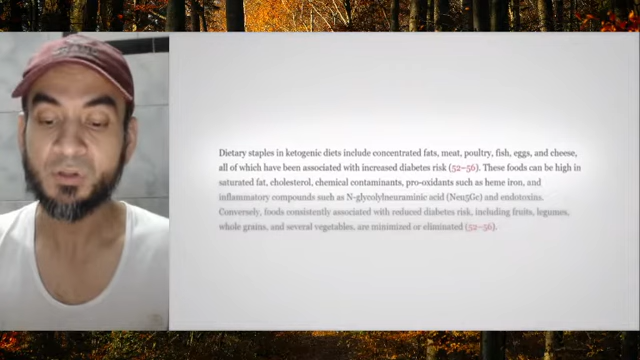 Dietary staples in ketogenic diets include concentrated fats, meat, poultry, fish, eggs, and cheese,
all of which have been associated with increased diabetes risk (52–56). These foods can be high in
saturated fat, cholesterol, chemical contaminants, pro-oxidants such as heme iron, and
inflammatory compounds such as N-glycolylneuraminic acid (Neu5Gc) and endotoxins.
Conversely, foods consistently associated with reduced diabetes risk, including fruits, legumes,
whole grains, and several vegetables, are minimized or eliminated (52–56).